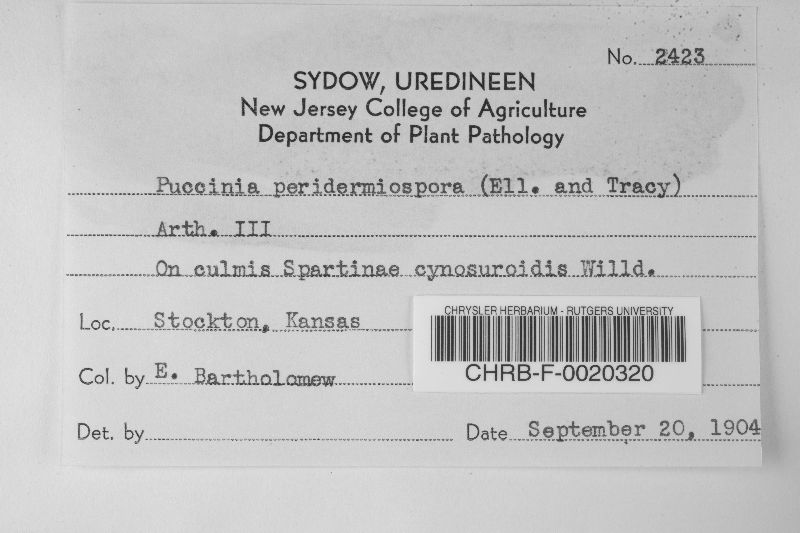 No. 2423
SYDOW, UREDINEEN
New Jersey College of Agriculture
Department of Plant Pathology
Puccinia peridermiospora (Ell. and Tracy)
Arth. III
On culmis Spartinae cynosuroidis Willd.
Loc. Stockton, Kansas
CHRYSLER HERBARIUM - RUTGERS UNIVERSITY
CHRB-F-0020320
Col. by E. Bartholomew
Det. by
Date September 20, 1904